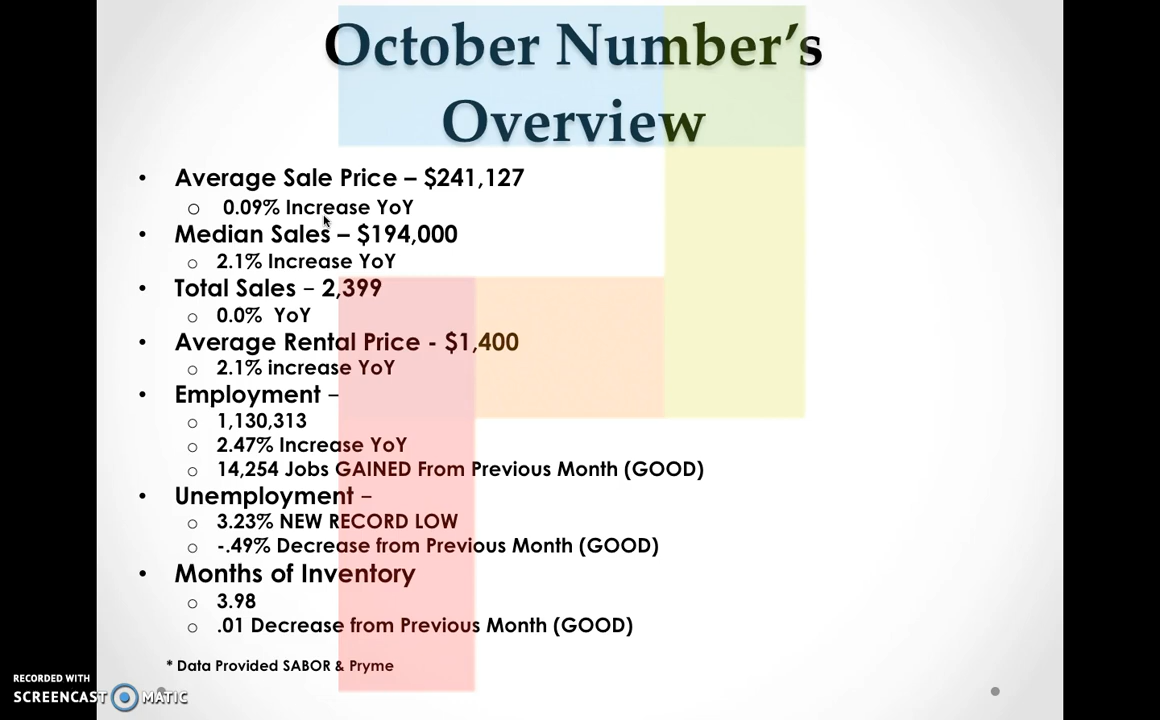 October Number’s
Overview
• Average Sale Price – $241,127
o 0.09% Increase YoY
• Median Sales – $194,000
o 2.1% Increase YoY
• Total Sales – 2,399
o 0.0% YoY
• Average Rental Price - $1,400
o 2.1% increase YoY
• Employment –
o 1,130,313
o 2.47% Increase YoY
o 14,254 Jobs GAINED From Previous Month (GOOD)
• Unemployment –
o 3.23% NEW RECORD LOW
o -.49% Decrease from Previous Month (GOOD)
• Months of Inventory
o 3.98
o .01 Decrease from Previous Month (GOOD)
* Data Provided SABOR & Pryme
RECORDED WITH
SCREENCAST MATIC